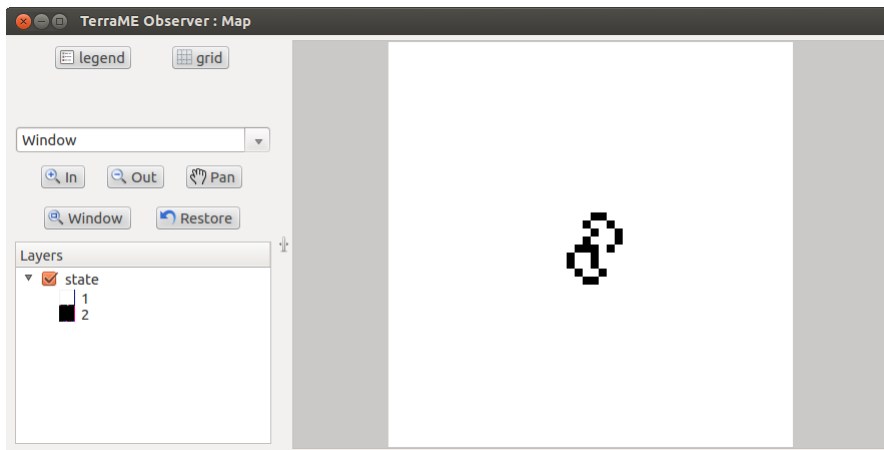 TerraME Observer : Map
legend grid
Window
In Out Pan
Window Restore
Layers
state
1
2